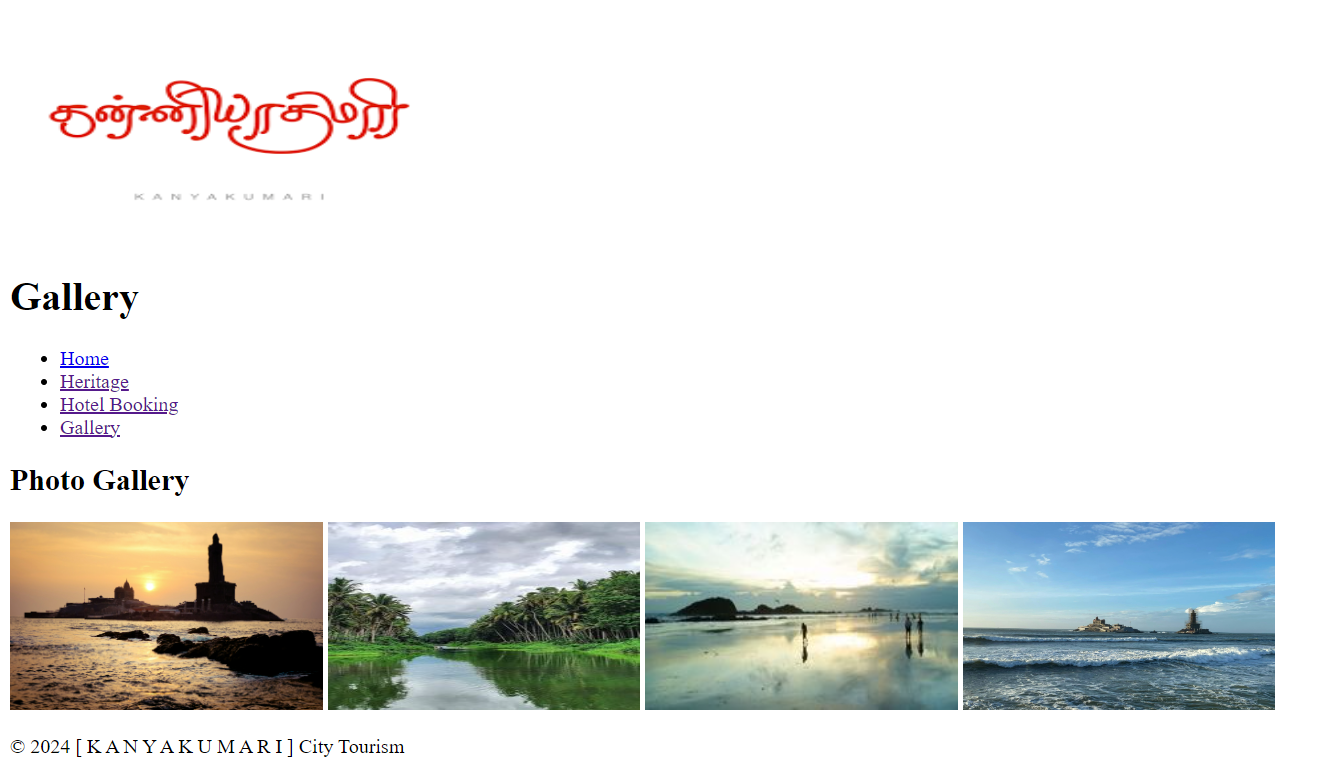 கன்னியாகுமரி
KANYAKUMARI
Gallery
Home
Heritage
Hotel Booking
Gallery
Photo Gallery
© 2024 [ K A N Y A K U M A R I ] City Tourism